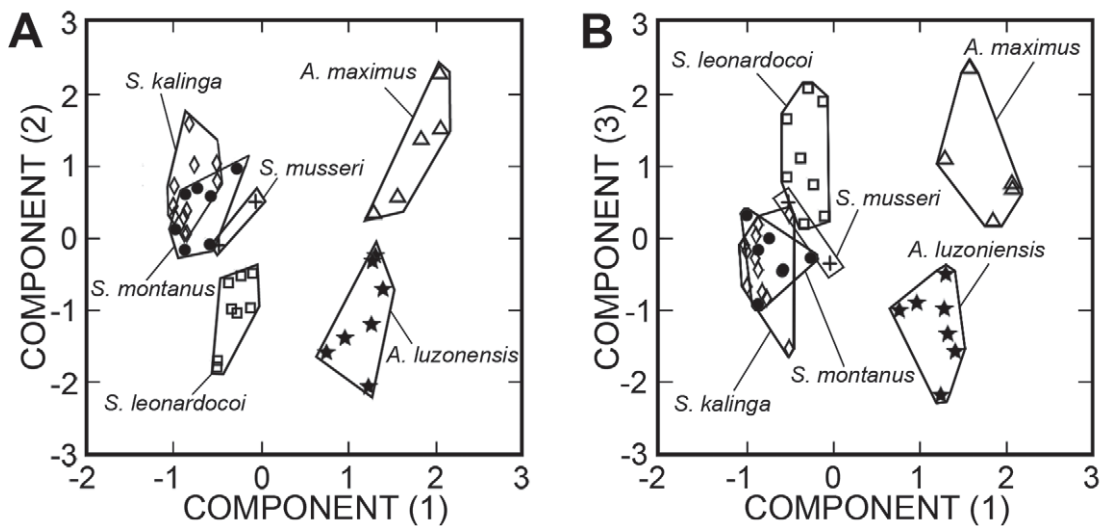 A
B
3
2
1
0
-1
-2
-3
COMPONENT (2)
S. kalinga
A. maximus
S. musseri
S. montanus
A. luzonensis
S. leonardocoi
-2
-1
0
1
2
3
COMPONENT (1)
3
2
1
0
-1
-2
-3
COMPONENT (3)
S. leonardocoi
A. maximus
S. musseri
A. luzoniensis
S. montanus
S. kalinga
-2
-1
0
1
2
3
COMPONENT (1)